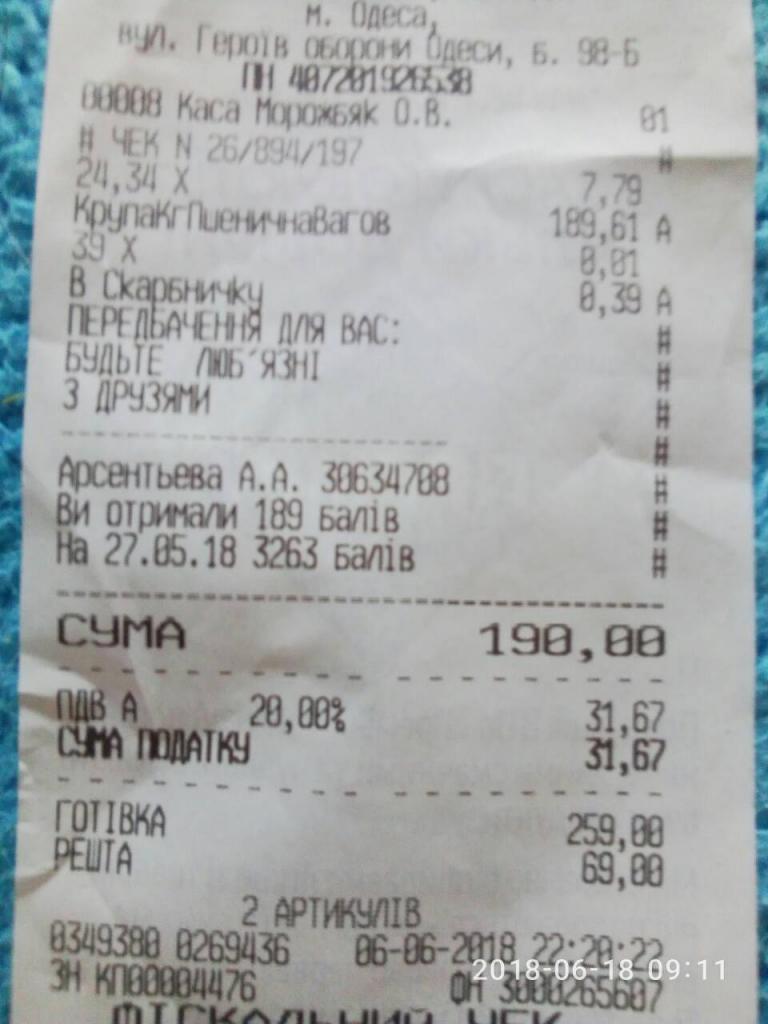 м. Одеса,
вул. Героїв оборони Одеси, б. 98-Б
ПН 407201926538
00008 Каса Морожбяк О.В. 01
# ЧЕК N 26/894/197 #
24,34 X 7,79
КрупаКгПшеничнаВагов 189,61 А
39 X 0,01
В Скарбничку 0,39 А
ПЕРЕДБАЧЕННЯ ДЛЯ ВАС: #
БУДЬТЕ ЛЮБ´ЯЗНІ #
З ДРУЗЯМИ #
#
Арсентьева А.А. 30634708 #
Ви отримали 189 балів #
На 27.05.18 3263 балів #
СУМА 190,00
ПДВ А 20,00% 31,67
СУМА ПОДАТКУ 31,67
ГОТІВКА 259,00
РЕШТА 69,00
2 АРТИКУЛІВ
0349380 0269436 06-06-2018 22:20:22
2018-06-18 09:11
ЗН КП00004476 ФН 3000265607
ФІСКАЛЬНИЙ ЧЕК